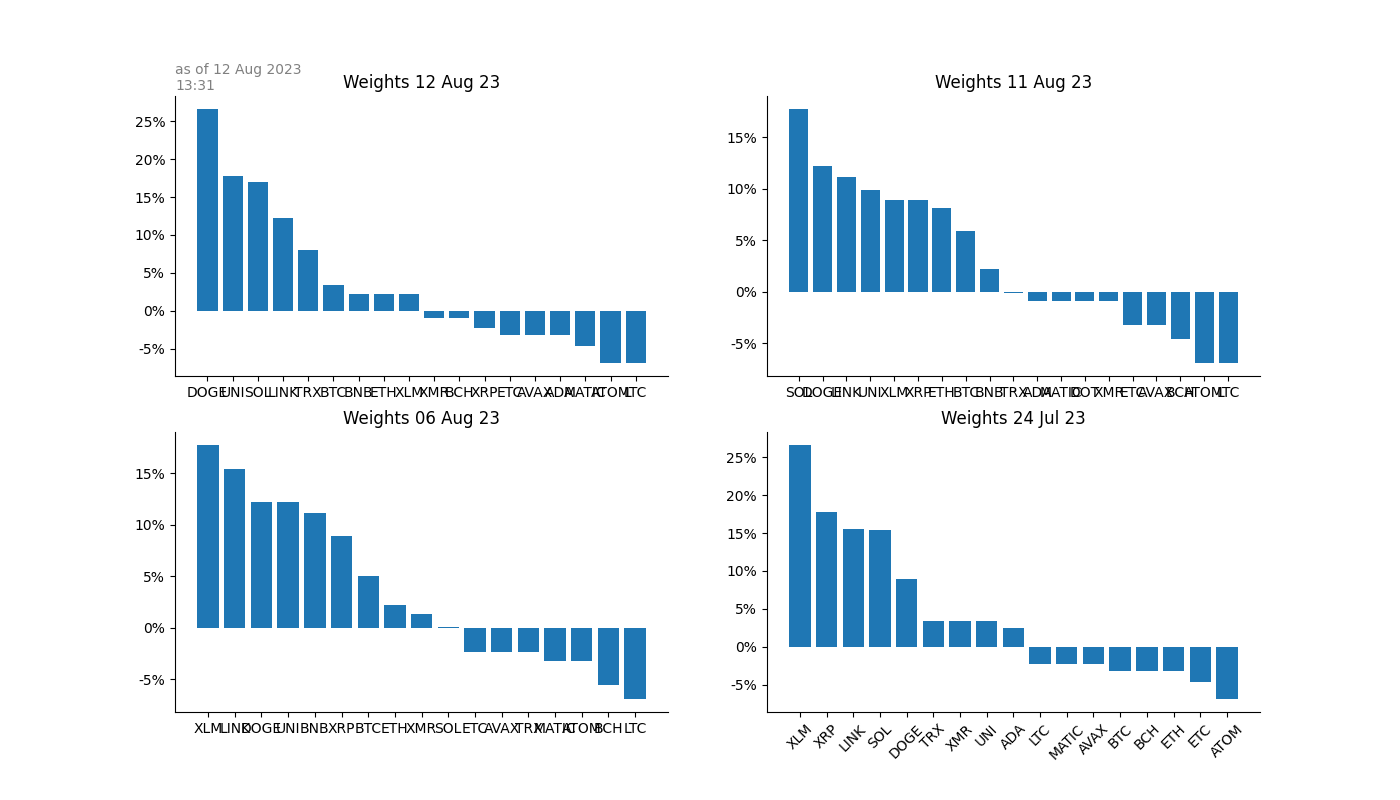 as of 12 Aug 2023
13:31
Weights 12 Aug 23
25%
20%
15%
10%
5%
0%
-5%
DOGE UNI SOL LINK TRX BTC BNB ETH XLM XMR BCH XRP ETC AVAX ADA MATIC ATOM LTC
Weights 11 Aug 23
15%
10%
5%
0%
-5%
SOL DOGE LINK UNI XLM XRP ETH BTC BNB TRX ADA MATIC DOT XMR ETC AVAX BCH ATOM LTC
Weights 06 Aug 23
15%
10%
5%
0%
-5%
XLM LINK DOGE UNI BNB XRP BTC ETH XMR SOL ETC AVAX TRX MATIC ATOM BCH LTC
Weights 24 Jul 23
25%
20%
15%
10%
5%
0%
-5%
XLM XRP LINK SOL DOGE TRX XMR UNI ADA LTC MATIC AVAX BTC BCH ETH ETC ATOM